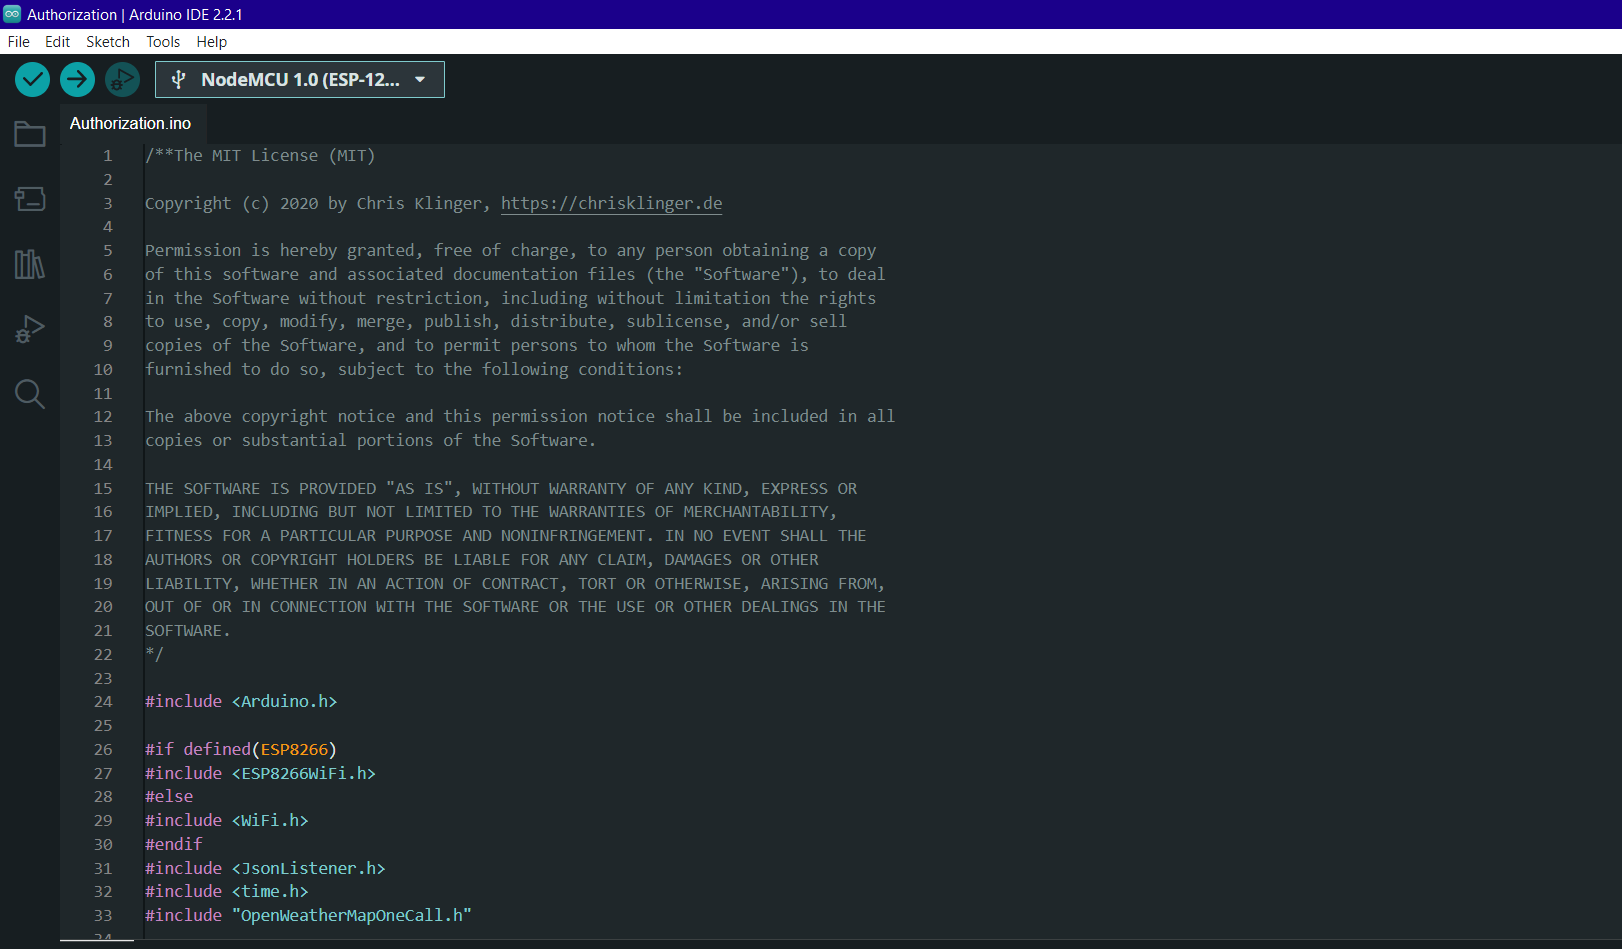 Authorization | Arduino IDE 2.2.1
File Edit Sketch Tools Help
NodeMCU 1.0 (ESP-12...
Authorization.ino
1 /**The MIT License (MIT)
2
3 Copyright (c) 2020 by Chris Klinger, https://chrisklinger.de
4
5 Permission is hereby granted, free of charge, to any person obtaining a copy
6 of this software and associated documentation files (the "Software"), to deal
7 in the Software without restriction, including without limitation the rights
8 to use, copy, modify, merge, publish, distribute, sublicense, and/or sell
9 copies of the Software, and to permit persons to whom the Software is
10 furnished to do so, subject to the following conditions:
11
12 The above copyright notice and this permission notice shall be included in all
13 copies or substantial portions of the Software.
14
15 THE SOFTWARE IS PROVIDED "AS IS", WITHOUT WARRANTY OF ANY KIND, EXPRESS OR
16 IMPLIED, INCLUDING BUT NOT LIMITED TO THE WARRANTIES OF MERCHANTABILITY,
17 FITNESS FOR A PARTICULAR PURPOSE AND NONINFRINGEMENT. IN NO EVENT SHALL THE
18 AUTHORS OR COPYRIGHT HOLDERS BE LIABLE FOR ANY CLAIM, DAMAGES OR OTHER
19 LIABILITY, WHETHER IN AN ACTION OF CONTRACT, TORT OR OTHERWISE, ARISING FROM,
20 OUT OF OR IN CONNECTION WITH THE SOFTWARE OR THE USE OR OTHER DEALINGS IN THE
21 SOFTWARE.
22 */
23
24 #include <Arduino.h>
25
26 #if defined(ESP8266)
27 #include <ESP8266WiFi.h>
28 #else
29 #include <WiFi.h>
30 #endif
31 #include <JsonListener.h>
32 #include <time.h>
33 #include "OpenWeatherMapOneCall.h"
34